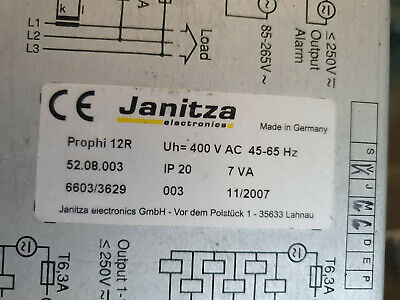 k l
L1
L2
L3
Load
85-265V~
Output
Alarm
≤250V ≂
CE Janitza
electronics
Made in Germany
Prophi 12R Uh= 400 V AC 45-65 Hz
52.08.003 IP 20 7 VA
6603/3629 003 11/2007
Janitza electronics GmbH - Vor dem Polstück 1 - 35633 Lahnau
S
J
M
D
E
P
Output 1-
≤250V
T6,3A
T6,3A